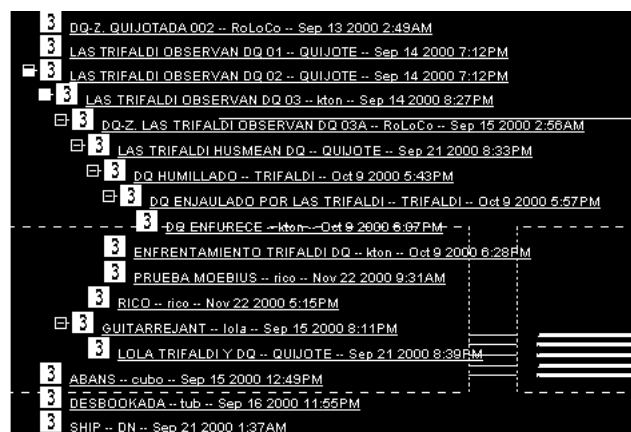 3 DQ-Z. QUIJOTADA 002 -- RoLoCo -- Sep 13 2000 2:49AM
3 LAS TRIFALDI OBSERVAN DQ 01 -- QUIJOTE -- Sep 14 2000 7:12PM
3 LAS TRIFALDI OBSERVAN DQ 02 -- QUIJOTE -- Sep 14 2000 7:12PM
3 LAS TRIFALDI OBSERVAN DQ 03 -- kton -- Sep 14 2000 8:27PM
3 DQ-Z. LAS TRIFALDI OBSERVAN DQ 03A -- RoLoCo -- Sep 15 2000 2:56AM
3 LAS TRIFALDI HUSMEAN DQ -- QUIJOTE -- Sep 21 2000 8:33PM
3 DQ HUMILLADO -- TRIFALDI -- Oct 9 2000 5:43PM
3 DQ ENJAULADO POR LAS TRIFALDI -- TRIFALDI -- Oct 9 2000 5:57PM
3 DQ ENFURECE -- kton -- Oct 9 2000 6:07PM
3 ENFRENTAMIENTO TRIFALDI DQ -- kton -- Oct 9 2000 6:28PM
3 PRUEBA MOEBIUS -- rico -- Nov 22 2000 9:31AM
3 RICO -- rico -- Nov 22 2000 5:15PM
3 GUITARREJANT -- lola -- Sep 15 2000 8:11PM
3 LOLA TRIFALDI Y DQ -- QUIJOTE -- Sep 21 2000 8:39PM
3 ABANS -- cubo -- Sep 15 2000 12:49PM
3 DESBOOKADA -- tub -- Sep 16 2000 11:55PM
3 SHIP -- DN -- Sep 21 2000 1:37AM